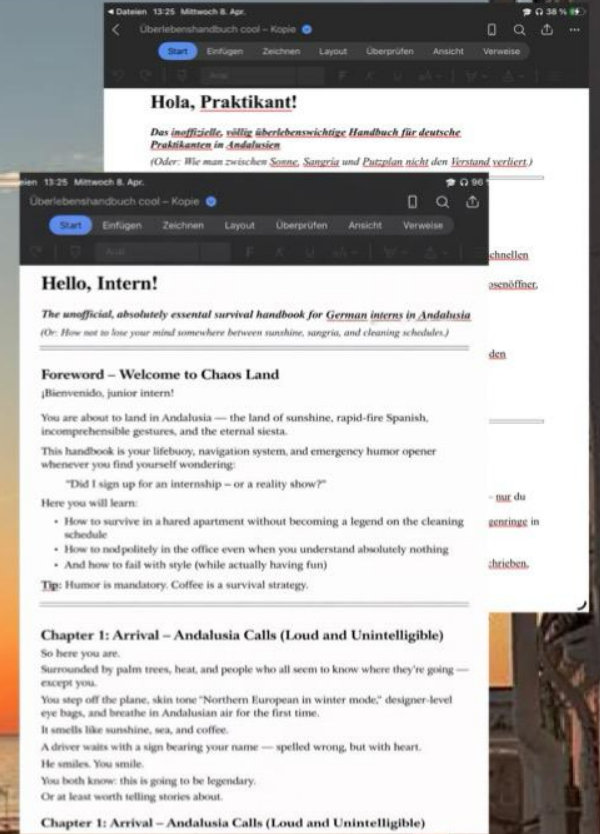 ◂ Dateien 13:25 Mittwoch 8. Apr. 38 %
Überlebenshandbuch cool – Kopie
Start Einfügen Zeichnen Layout Überprüfen Ansicht Verweise
Arial
F K U
Hola, Praktikant!
Das inoffizielle, völlig überlebenswichtige Handbuch für deutsche
Praktikanten in Andalusien
(Oder: Wie man zwischen Sonne, Sangria und Putzplan nicht den Verstand verliert.)
chnellen
osenöffner,
den
- nur du
genringe in
chrieben.
ien 13:25 Mittwoch 8. Apr. 96
Überlebenshandbuch cool – Kopie
Start Einfügen Zeichnen Layout Überprüfen Ansicht Verweise
Arial
F K U
Hello, Intern!
The unofficial, absolutely essental survival handbook for German interns in Andalusia
(Or: How not to lose your mind somewhere between sunshine, sangria, and cleaning schedules.)
Foreword – Welcome to Chaos Land
¡Bienvenido, junior intern!
You are about to land in Andalusia — the land of sunshine, rapid-fire Spanish,
incomprehensible gestures, and the eternal siesta.
This handbook is your lifebuoy, navigation system, and emergency humor opener
whenever you find yourself wondering:
"Did I sign up for an internship – or a reality show?"
Here you will learn:
• How to survive in a hared apartment without becoming a legend on the cleaning
schedule
• How to nod politely in the office even when you understand absolutely nothing
• And how to fail with style (while actually having fun)
Tip: Humor is mandatory. Coffee is a survival strategy.
Chapter 1: Arrival – Andalusia Calls (Loud and Unintelligible)
So here you are.
Surrounded by palm trees, heat, and people who all seem to know where they're going —
except you.
You step off the plane, skin tone "Northern European in winter mode," designer-level
eye bags, and breathe in Andalusian air for the first time.
It smells like sunshine, sea, and coffee.
A driver waits with a sign bearing your name — spelled wrong, but with heart.
He smiles. You smile.
You both know: this is going to be legendary.
Or at least worth telling stories about.
Chapter 1: Arrival – Andalusia Calls (Loud and Unintelligible)